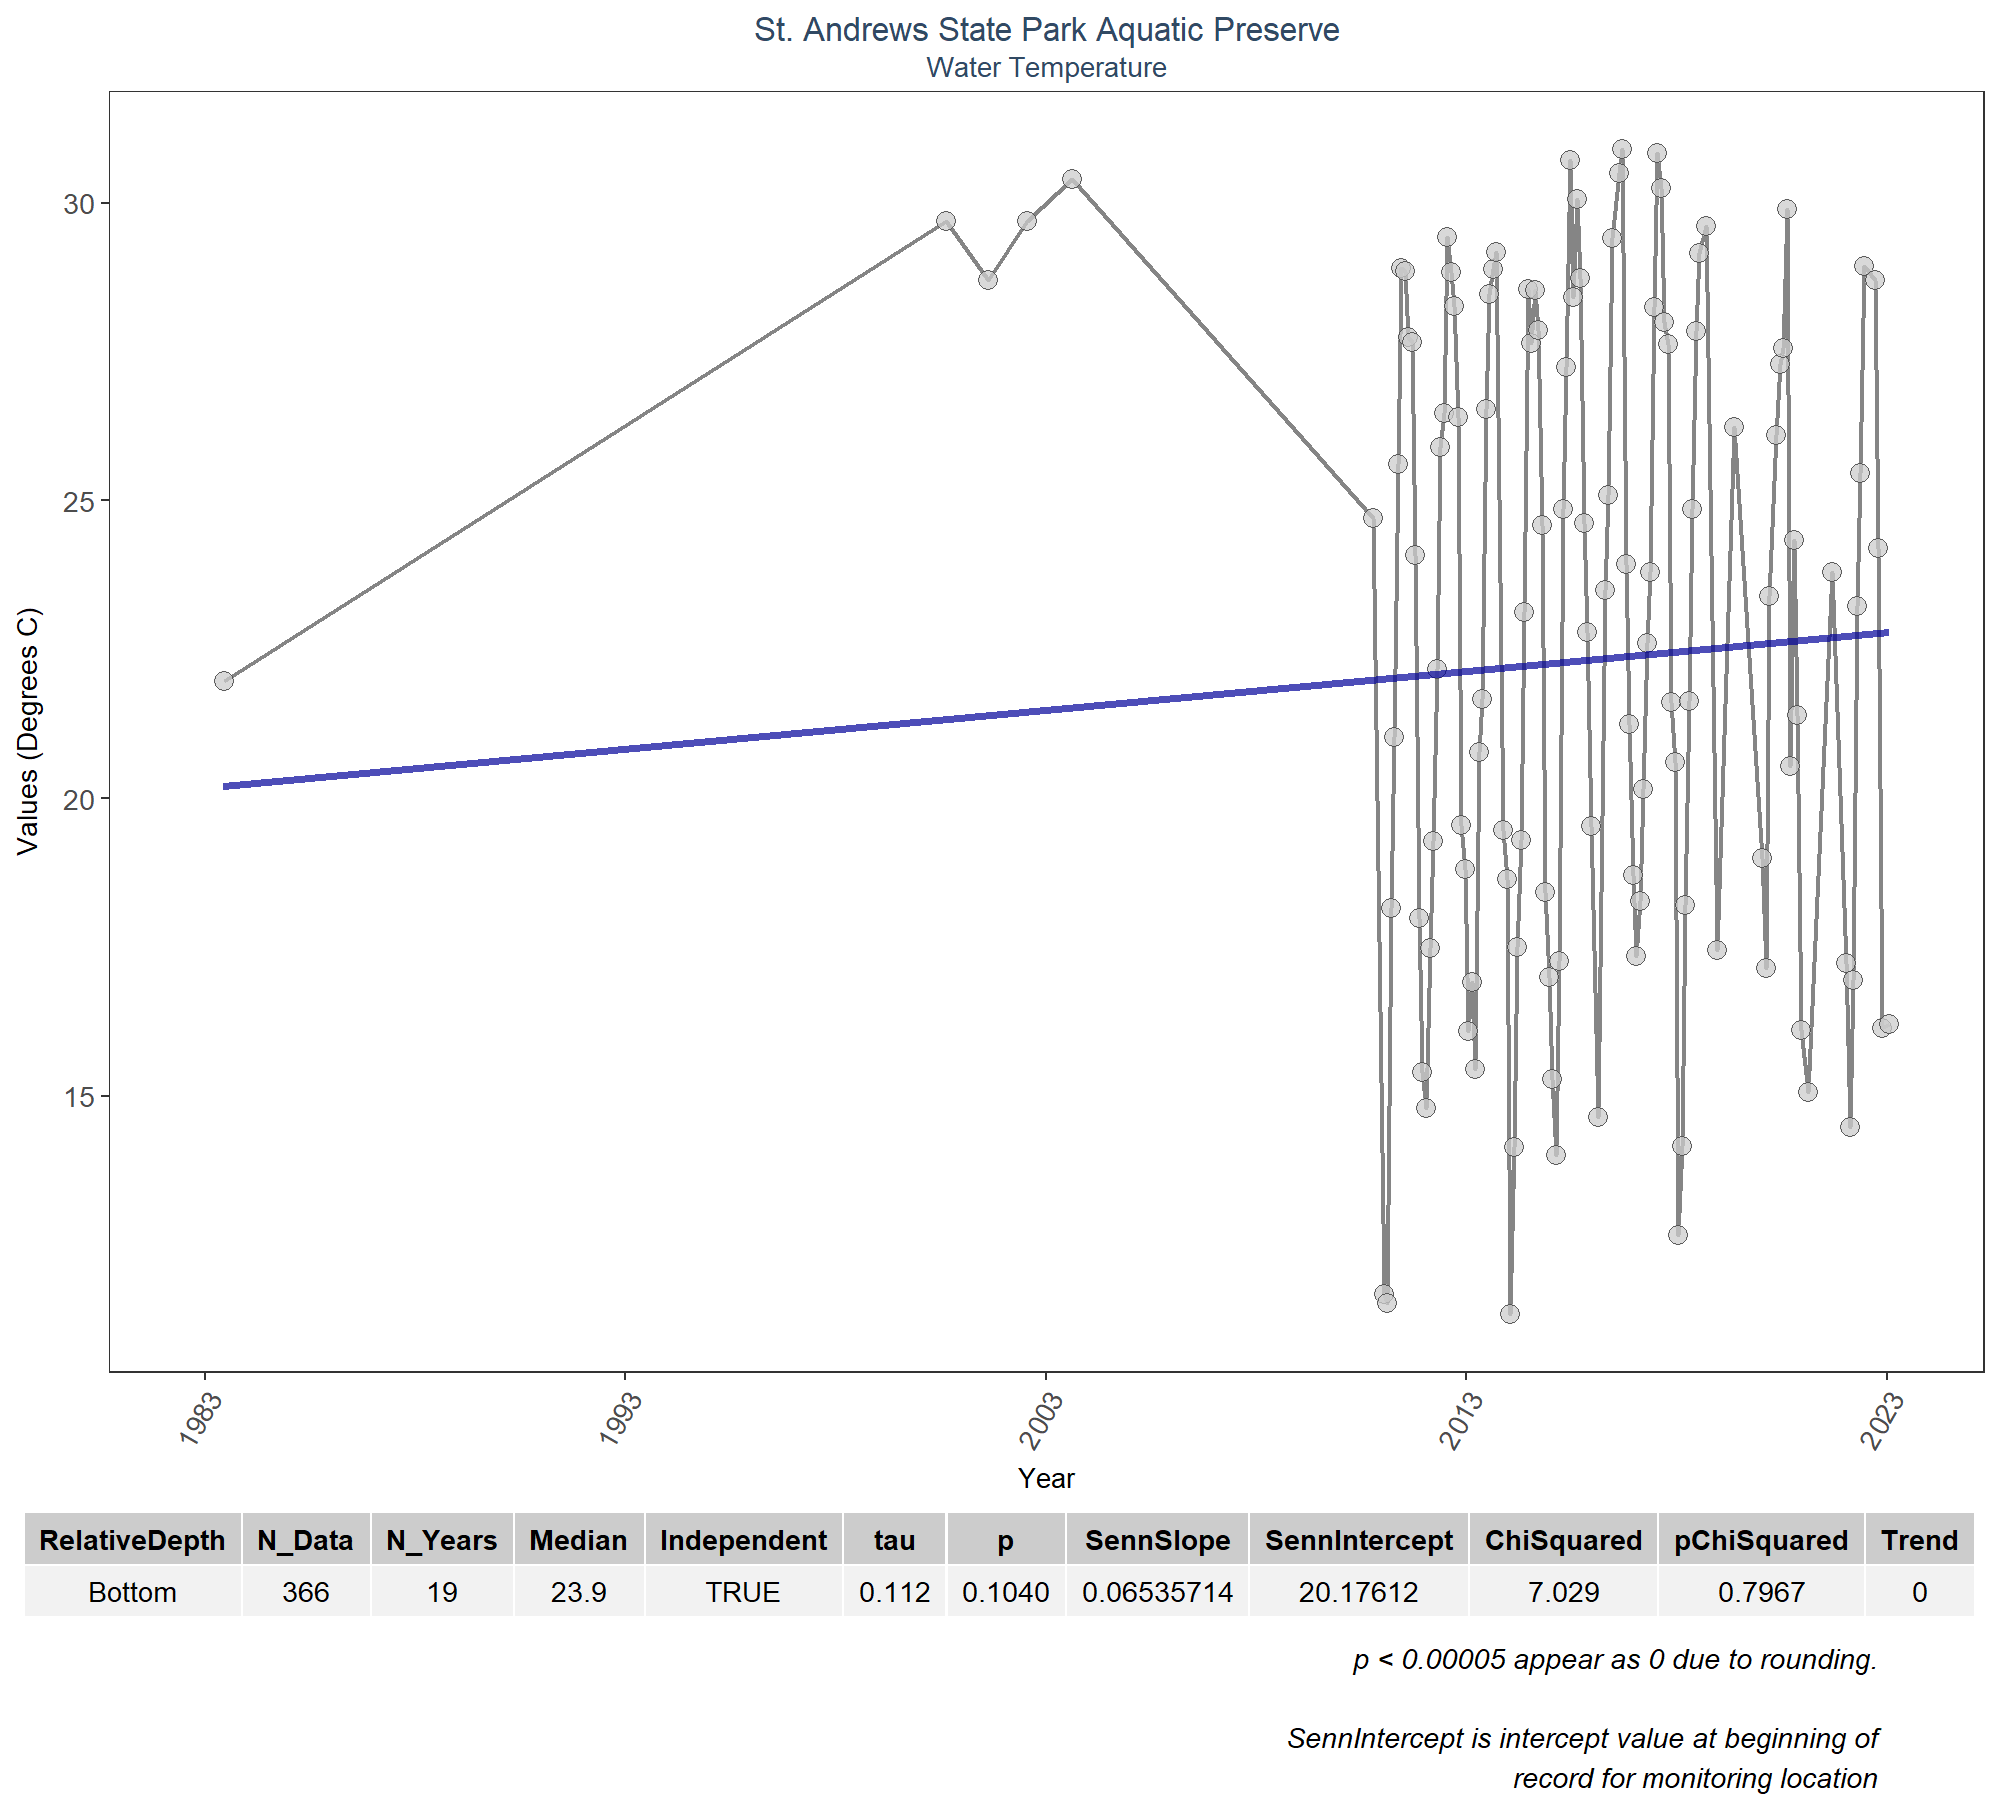 St. Andrews State Park Aquatic Preserve
Water Temperature
Values (Degrees C)
30
25
20
15
1983
1993
2003
2013
2023
Year
RelativeDepth N_Data N_Years Median Independent tau p SennSlope SennIntercept ChiSquared pChiSquared Trend
Bottom 366 19 23.9 TRUE 0.112 0.1040 0.06535714 20.17612 7.029 0.7967 0
p < 0.00005 appear as 0 due to rounding.
SennIntercept is intercept value at beginning of
record for monitoring location